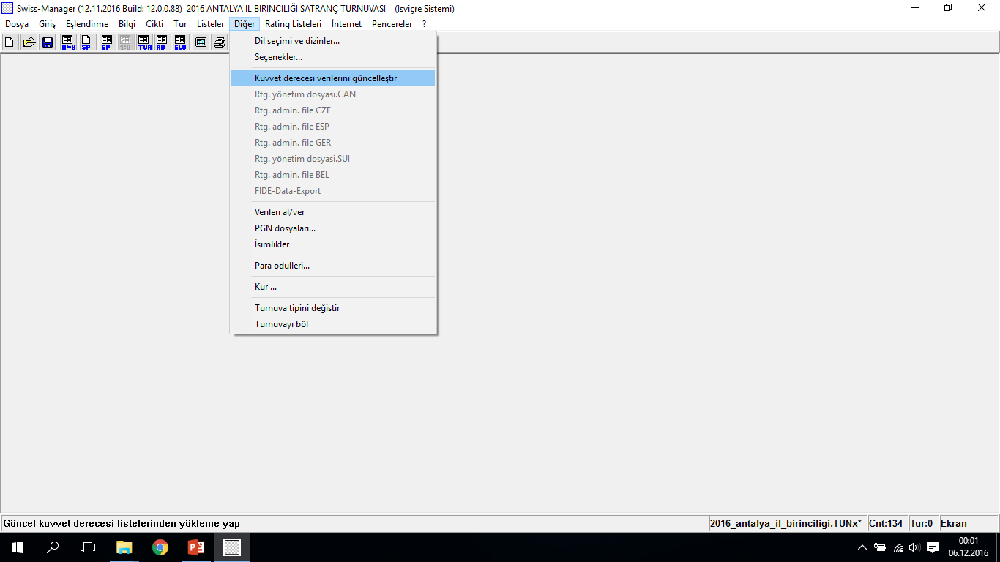 Swiss-Manager (12.11.2016 Build: 12.0.0.88) 2016 ANTALYA İL BİRİNCİLİĞİ SATRANÇ TURNUVASI (Isviçre Sistemi)
Dosya Giriş Eşlendirme Bilgi Cikti Tur Listeler Diğer Rating Listeleri İnternet Pencereler ?
A↔B SP SP 1:0 TUR RD ELO
Dil seçimi ve dizinler...
Seçenekler...
Kuvvet derecesi verilerini güncelleştir
Rtg. yönetim dosyasi.CAN
Rtg. admin. file CZE
Rtg. admin. file ESP
Rtg. admin. file GER
Rtg. yönetim dosyasi.SUI
Rtg. admin. file BEL
FIDE-Data-Export
Verileri al/ver
PGN dosyaları...
İsimlikler
Para ödülleri...
Kur ...
Turnuva tipini değistir
Turnuvayı böl
Güncel kuvvet derecesi listelerinden yükleme yap 2016_antalya_il_birinciligi.TUNx* Cnt:134 Tur:0 Ekran
00:01
06.12.2016